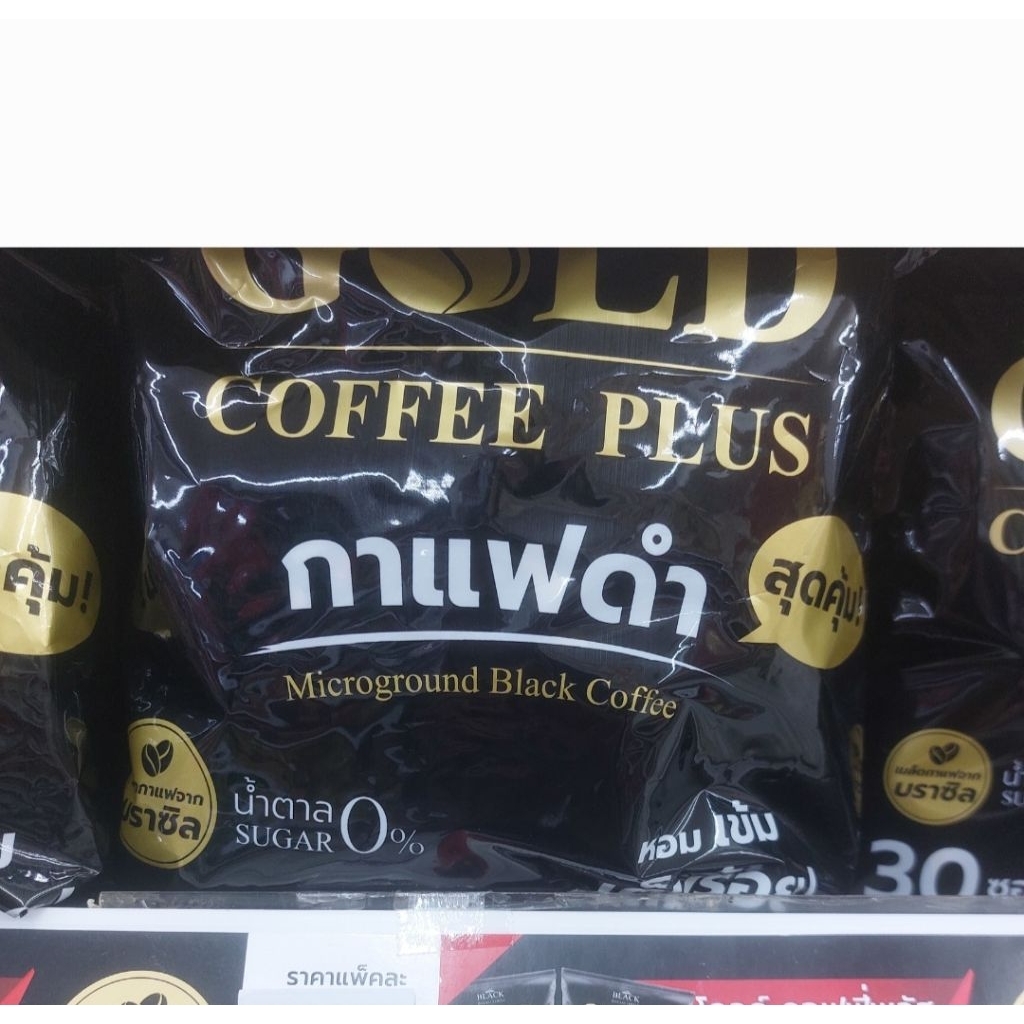 GOLD
COFFEE PLUS
กาแฟดำ
สุดคุ้ม!
Microground Black Coffee
คุ้ม!
บราซิล
น้ำตาล
SUGAR 0%
หอม เข้ม
เมล็ดกาแฟจาก
บราซิล
30
ราคาแพ็คละ
BLACK
BLACK